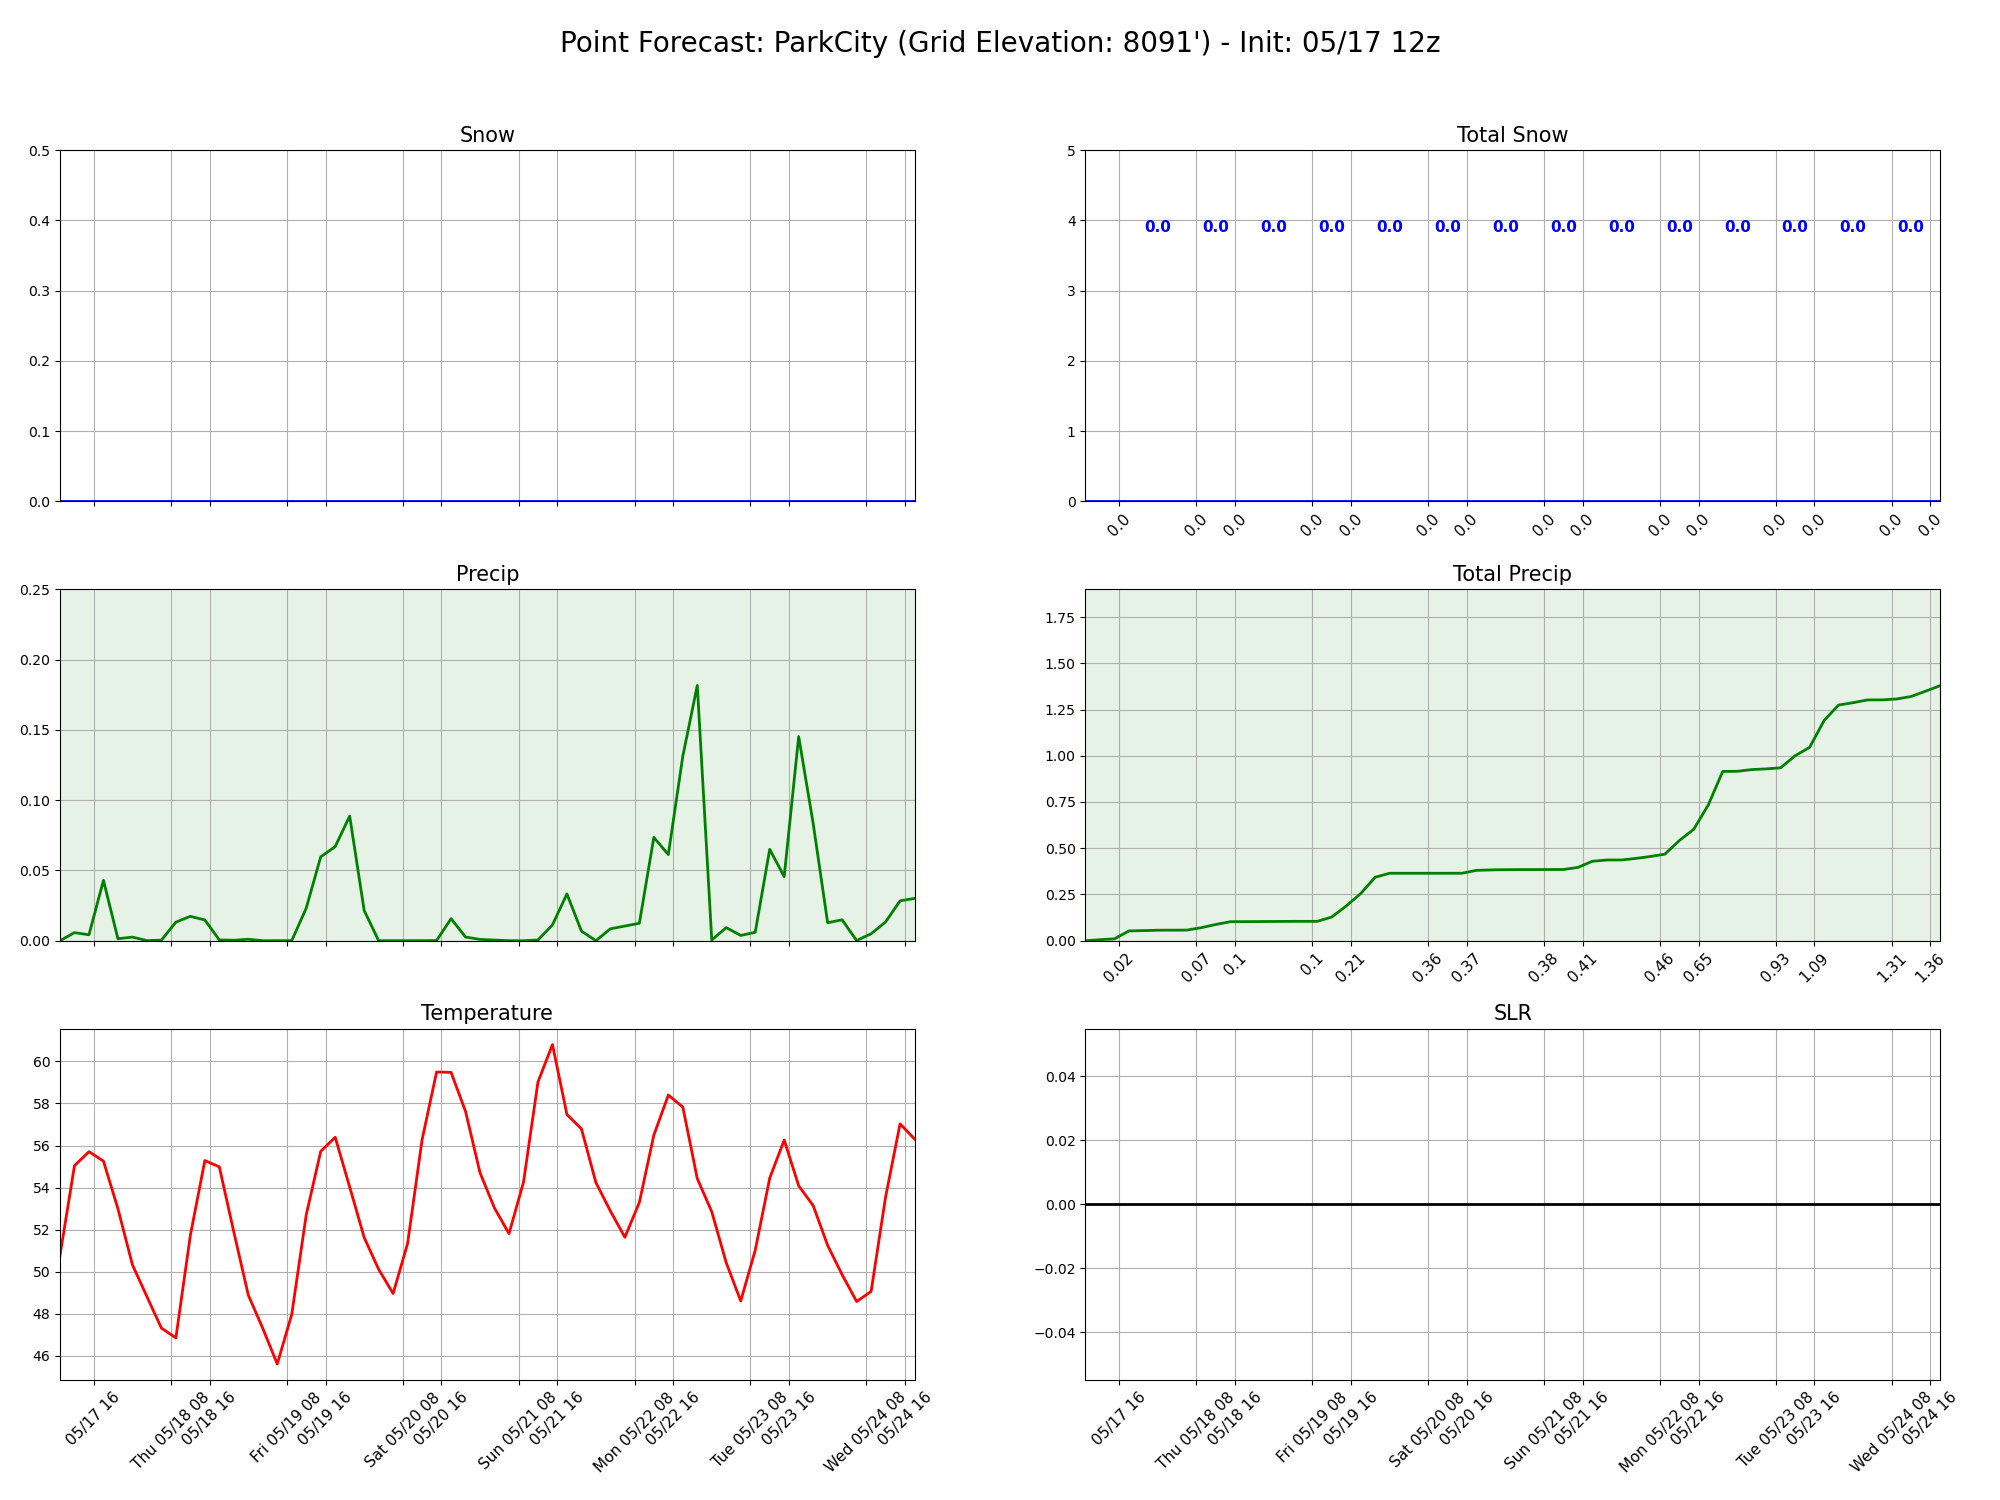 Point Forecast: ParkCity (Grid Elevation: 8091') - Init: 05/17 12z
Snow
0.5
0.4
0.3
0.2
0.1
0.0
Total Snow
5
4
3
2
1
0
0.0 0.0 0.0 0.0 0.0 0.0 0.0 0.0 0.0 0.0 0.0 0.0 0.0 0.0
0.0 0.0 0.0 0.0 0.0 0.0 0.0 0.0 0.0 0.0 0.0 0.0 0.0 0.0 0.0
Precip
0.25
0.20
0.15
0.10
0.05
0.00
Total Precip
1.75
1.50
1.25
1.00
0.75
0.50
0.25
0.00
0.02 0.07 0.1 0.1 0.21 0.36 0.37 0.38 0.41 0.46 0.65 0.93 1.09 1.31 1.36
Temperature
60
58
56
54
52
50
48
46
05/17 16
Thu 05/18 08
05/18 16
Fri 05/19 08
05/19 16
Sat 05/20 08
05/20 16
Sun 05/21 08
05/21 16
Mon 05/22 08
05/22 16
Tue 05/23 08
05/23 16
Wed 05/24 08
05/24 16
SLR
0.04
0.02
0.00
−0.02
−0.04
05/17 16
Thu 05/18 08
05/18 16
Fri 05/19 08
05/19 16
Sat 05/20 08
05/20 16
Sun 05/21 08
05/21 16
Mon 05/22 08
05/22 16
Tue 05/23 08
05/23 16
Wed 05/24 08
05/24 16